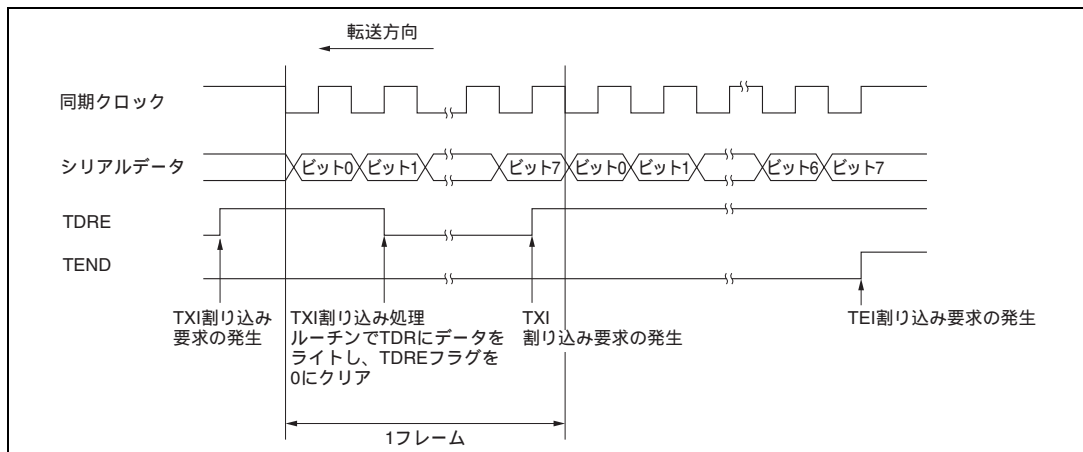 転送方向
同期クロック
シリアルデータ
ビット0 ビット1 ビット7 ビット0 ビット1 ビット6 ビット7
TDRE
TEND
TXI割り込み
要求の発生
TXI割り込み処理
ルーチンでTDRにデータを
ライトし、TDREフラグを
0にクリア
TXI
割り込み要求の発生
TEI割り込み要求の発生
1フレーム